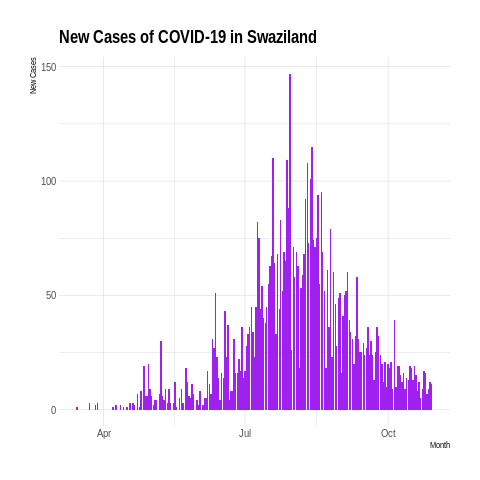 New Cases of COVID-19 in Swaziland
New Cases
150
100
50
0
Apr
Jul
Oct
Month